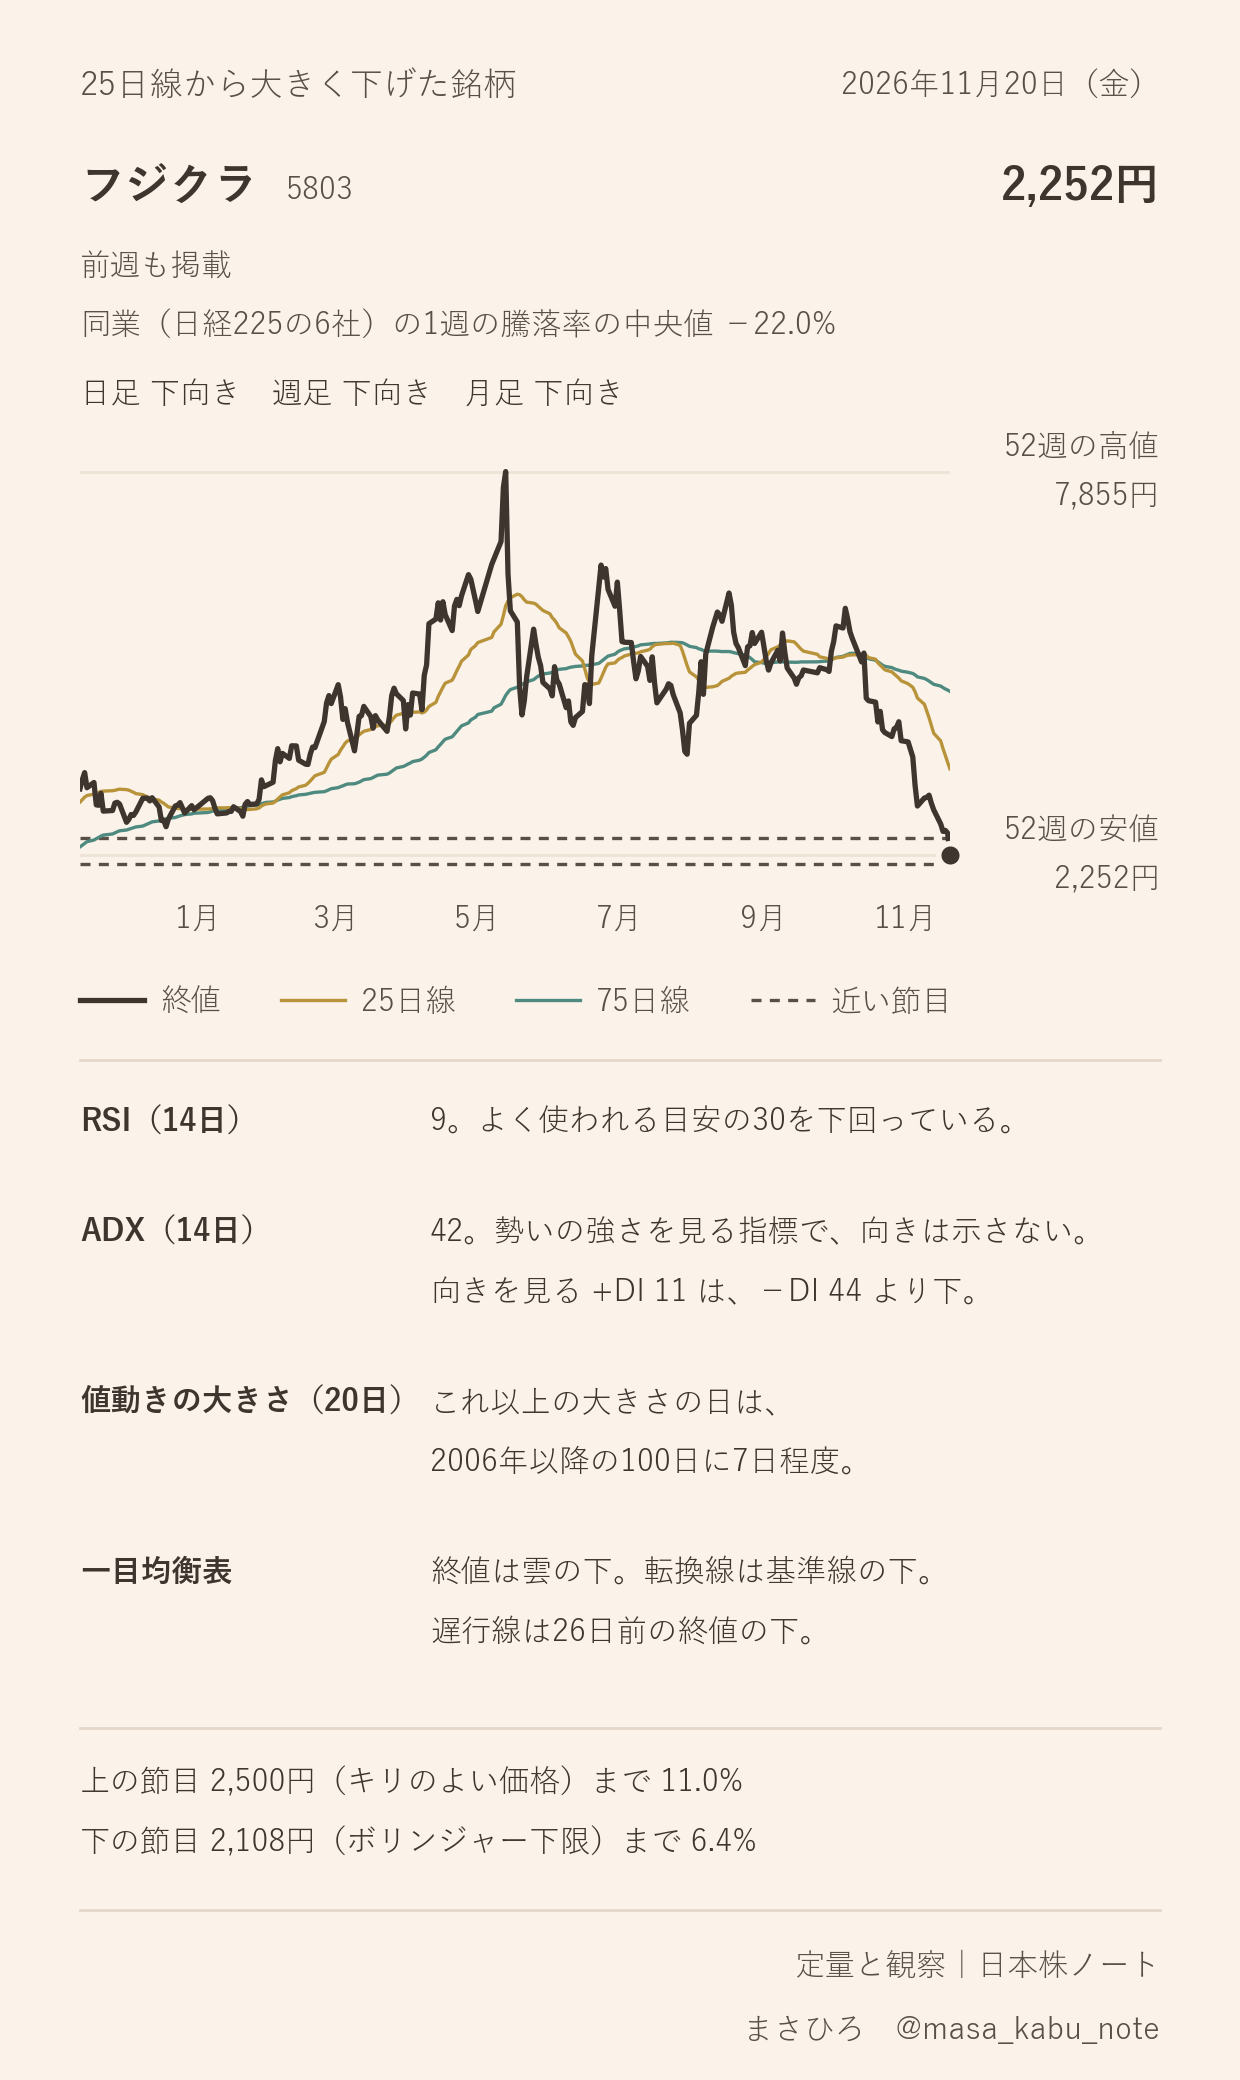 25日線から大きく下げた銘柄 2026年11月20日（金）
フジクラ 5803 2,252円
前週も掲載
同業（日経225の6社）の1週の騰落率の中央値 −22.0%
日足 下向き 週足 下向き 月足 下向き
52週の高値
7,855円
52週の安値
2,252円
1月 3月 5月 7月 9月 11月
終値 25日線 75日線 近い節目
RSI（14日） 9。よく使われる目安の30を下回っている。
ADX（14日） 42。勢いの強さを見る指標で、向きは示さない。
向きを見る +DI 11 は、−DI 44 より下。
値動きの大きさ（20日） これ以上の大きさの日は、
2006年以降の100日に7日程度。
一目均衡表 終値は雲の下。転換線は基準線の下。
遅行線は26日前の終値の下。
上の節目 2,500円（キリのよい価格）まで 11.0%
下の節目 2,108円（ボリンジャー下限）まで 6.4%
定量と観察｜日本株ノート
まさひろ @masa_kabu_note